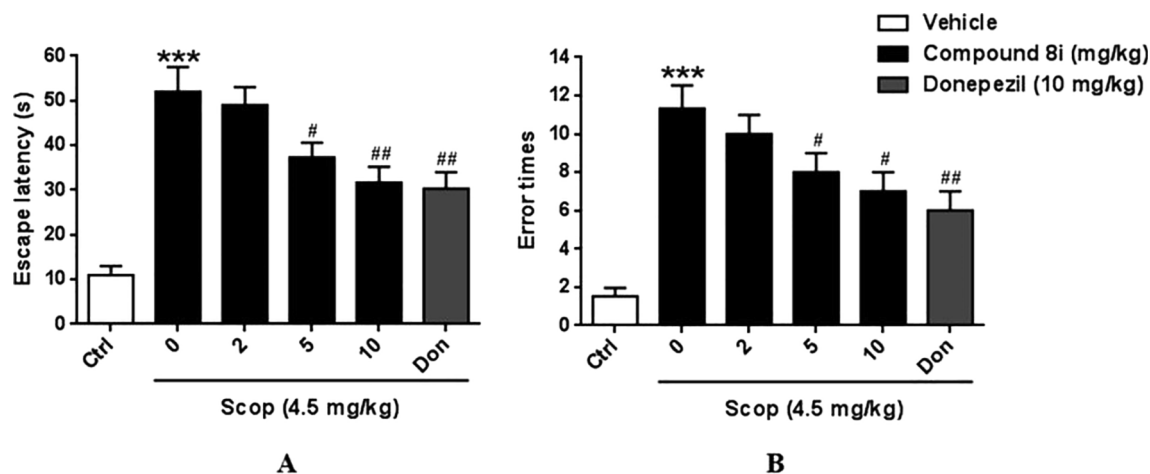 Vehicle
Compound 8i (mg/kg)
Donepezil (10 mg/kg)
Escape latency (s)
60
50
40
30
20
10
0
***
#
##
##
Ctrl
0
2
5
10
Don
Scop (4.5 mg/kg)
A
Error times
14
12
10
8
6
4
2
0
***
#
#
##
Ctrl
0
2
5
10
Don
Scop (4.5 mg/kg)
B